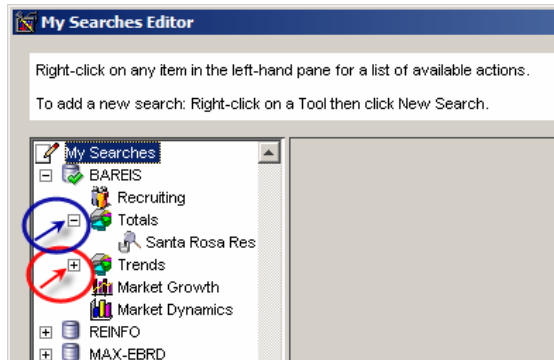 My Searches Editor
Right-click on any item in the left-hand pane for a list of available actions.
To add a new search: Right-click on a Tool then click New Search.
My Searches
BAREIS
Recruiting
Totals
Santa Rosa Res
Trends
Market Growth
Market Dynamics
REINFO
MAX-EBRD